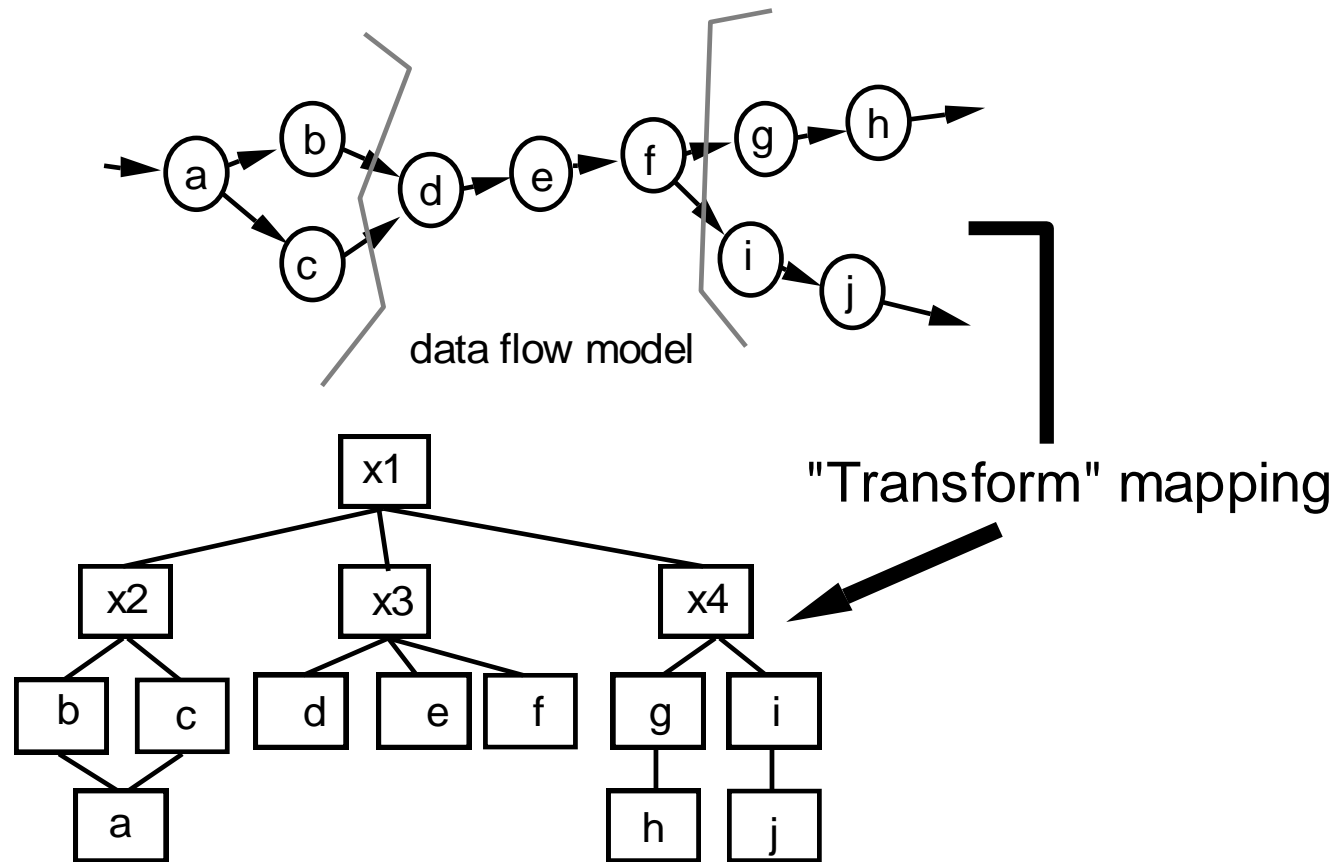 a
b
c
d
e
f
g
h
i
j
data flow model
"Transform" mapping
x1
x2
x3
x4
b
c
d
e
f
g
i
a
h
j